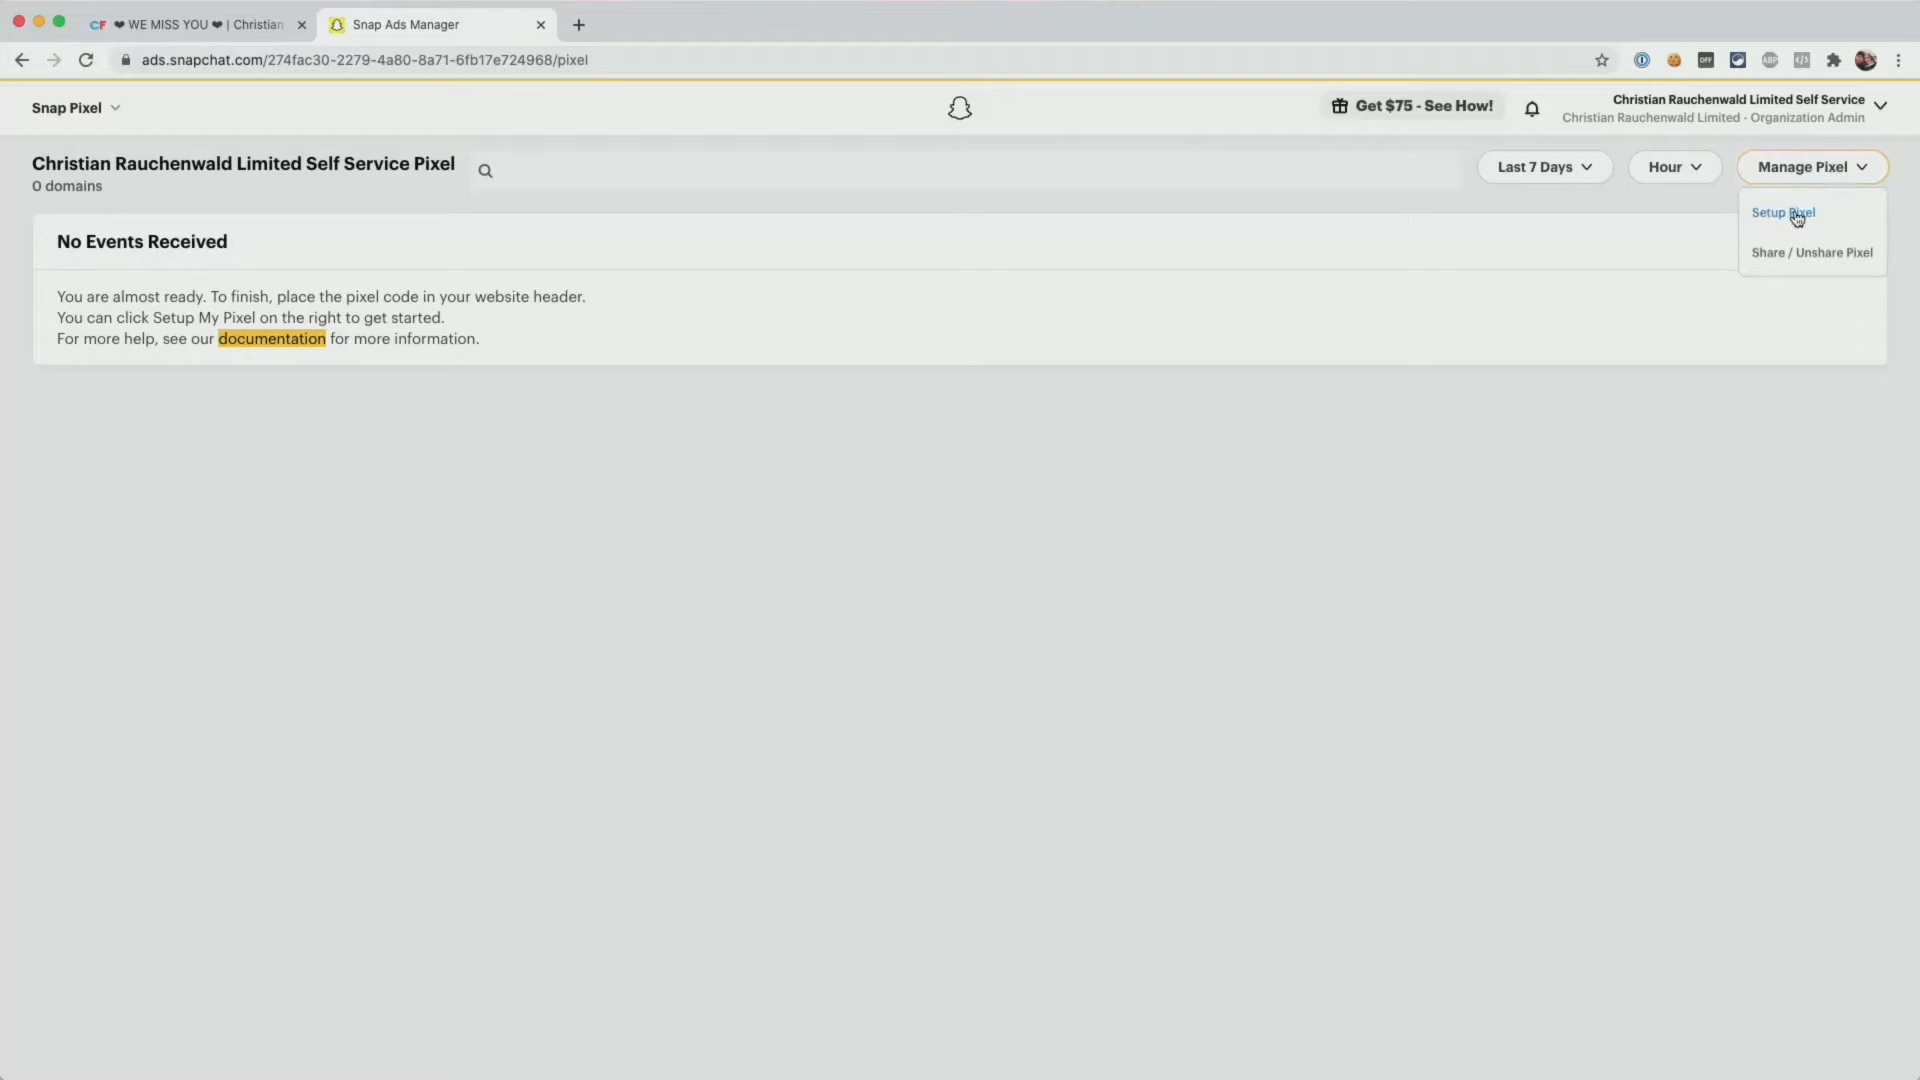 CF ❤ WE MISS YOU ❤ | Christian
Snap Ads Manager
ads.snapchat.com/274fac30-2279-4a80-8a71-6fb17e724968/pixel
OFF
ABP
Snap Pixel
Get $75 - See How!
Christian Rauchenwald Limited Self Service
Christian Rauchenwald Limited - Organization Admin
Christian Rauchenwald Limited Self Service Pixel
0 domains
Last 7 Days
Hour
Manage Pixel
Setup Pixel
Share / Unshare Pixel
No Events Received
You are almost ready. To finish, place the pixel code in your website header.
You can click Setup My Pixel on the right to get started.
For more help, see our documentation for more information.